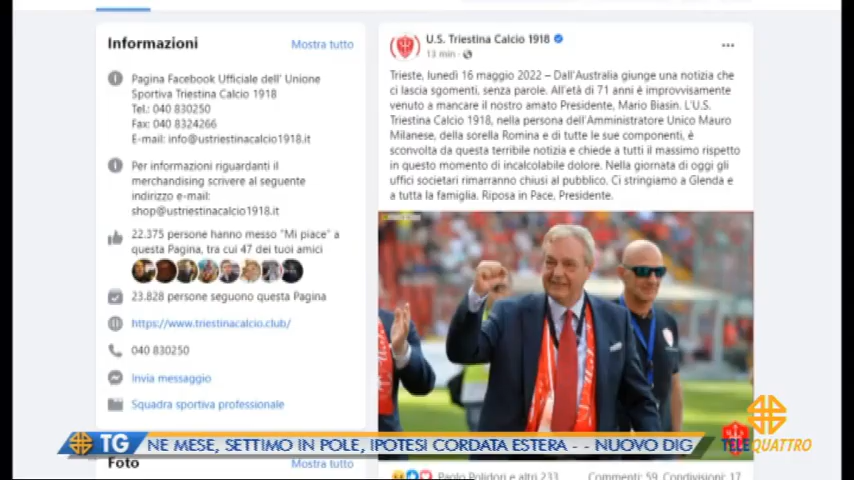 Informazioni
Mostra tutto
Pagina Facebook Ufficiale dell' Unione
Sportiva Triestina Calcio 1918
Tel.: 040 830250
Fax: 040 8324266
E-mail: info@ustriestinacalcio1918.it
Per informazioni riguardanti il
merchandising scrivere al seguente
indirizzo e-mail:
shop@ustriestinacalcio1918.it
22.375 persone hanno messo "Mi piace" a
questa Pagina, tra cui 47 dei tuoi amici
23.828 persone seguono questa Pagina
https://www.triestinacalcio.club/
040 830250
Invia messaggio
Squadra sportiva professionale
Foto
Mostra tutto
U.S. Triestina Calcio 1918
13 min ·
Trieste, lunedì 16 maggio 2022 – Dall'Australia giunge una notizia che
ci lascia sgomenti, senza parole. All'età di 71 anni è improvvisamente
venuto a mancare il nostro amato Presidente, Mario Biasin. L'U.S.
Triestina Calcio 1918, nella persona dell'Amministratore Unico Mauro
Milanese, della sorella Romina e di tutte le sue componenti, è
sconvolta da questa terribile notizia e chiede a tutti il massimo rispetto
in questo momento di incalcolabile dolore. Nella giornata di oggi gli
uffici societari rimarranno chiusi al pubblico. Ci stringiamo a Glenda e
a tutta la famiglia. Riposa in Pace, Presidente.
Paolo Polidori e altri 233
Commenti: 59 Condivisioni: 17
TG NE MESE, SETTIMO IN POLE, IPOTESI CORDATA ESTERA - - NUOVO DIG
TELEQUATTRO